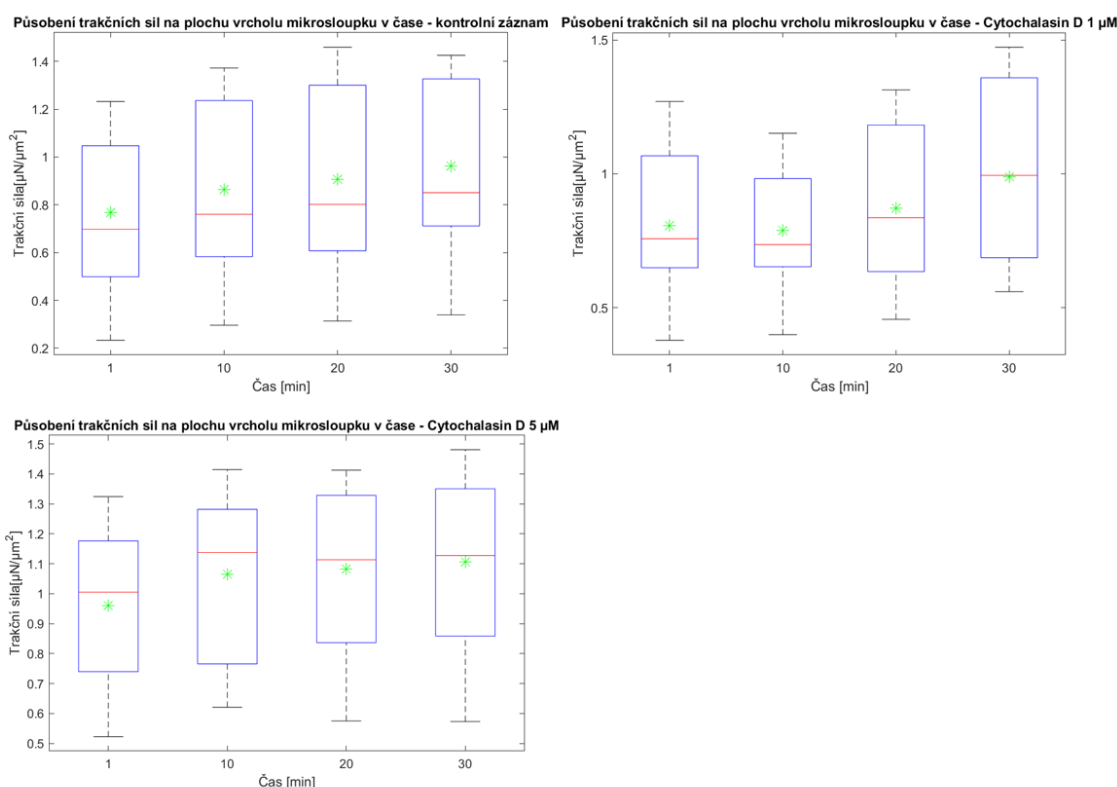 Působení trakčních sil na plochu vrcholu mikrosloupku v čase - kontrolní záznam
1.4
1.2
1
0.8
0.6
0.4
0.2
Trakční síla[µN/µm²]
1 10 20 30
Čas [min]
Působení trakčních sil na plochu vrcholu mikrosloupku v čase - Cytochalasin D 1 µM
1.5
1
0.5
Trakční síla[µN/µm²]
1 10 20 30
Čas [min]
Působení trakčních sil na plochu vrcholu mikrosloupku v čase - Cytochalasin D 5 µM
1.5
1.4
1.3
1.2
1.1
1
0.9
0.8
0.7
0.6
0.5
Trakční síla[µN/µm²]
1 10 20 30
Čas [min]